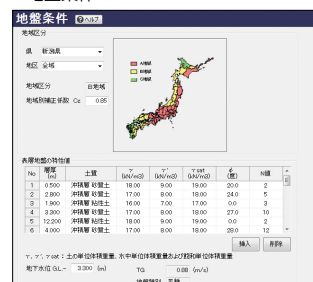 地盤条件 ヘルプ
地域区分
県 新潟県
地区 全域
地域区分 B地域
地域別補正係数 Cz 0.85
A地域
B地域
C地域
表層地盤の特性値
No 層厚(m) 土質 γ(kN/m3) γ'(kN/m3) γsat(kN/m3) φ(度) N値
1 0.500 沖積層 砂質土 18.00 9.00 19.00 20.0 2
2 2.800 沖積層 砂質土 17.00 8.00 18.00 24.0 5
3 1.900 沖積層 粘性土 16.00 7.00 17.00 0.0 3
4 3.300 沖積層 砂質土 17.00 8.00 18.00 27.0 10
5 12.200 沖積層 粘性土 18.00 9.00 19.00 0.0 2
6 4.000 沖積層 砂質土 17.00 8.00 18.00 28.0 12
挿入 削除
γ, γ', γsat : 土の単位体積重量, 水中単位体積重量および飽和単位体積重量
地下水位 G.L.- 3.300 (m) TG 0.88 (m/s)